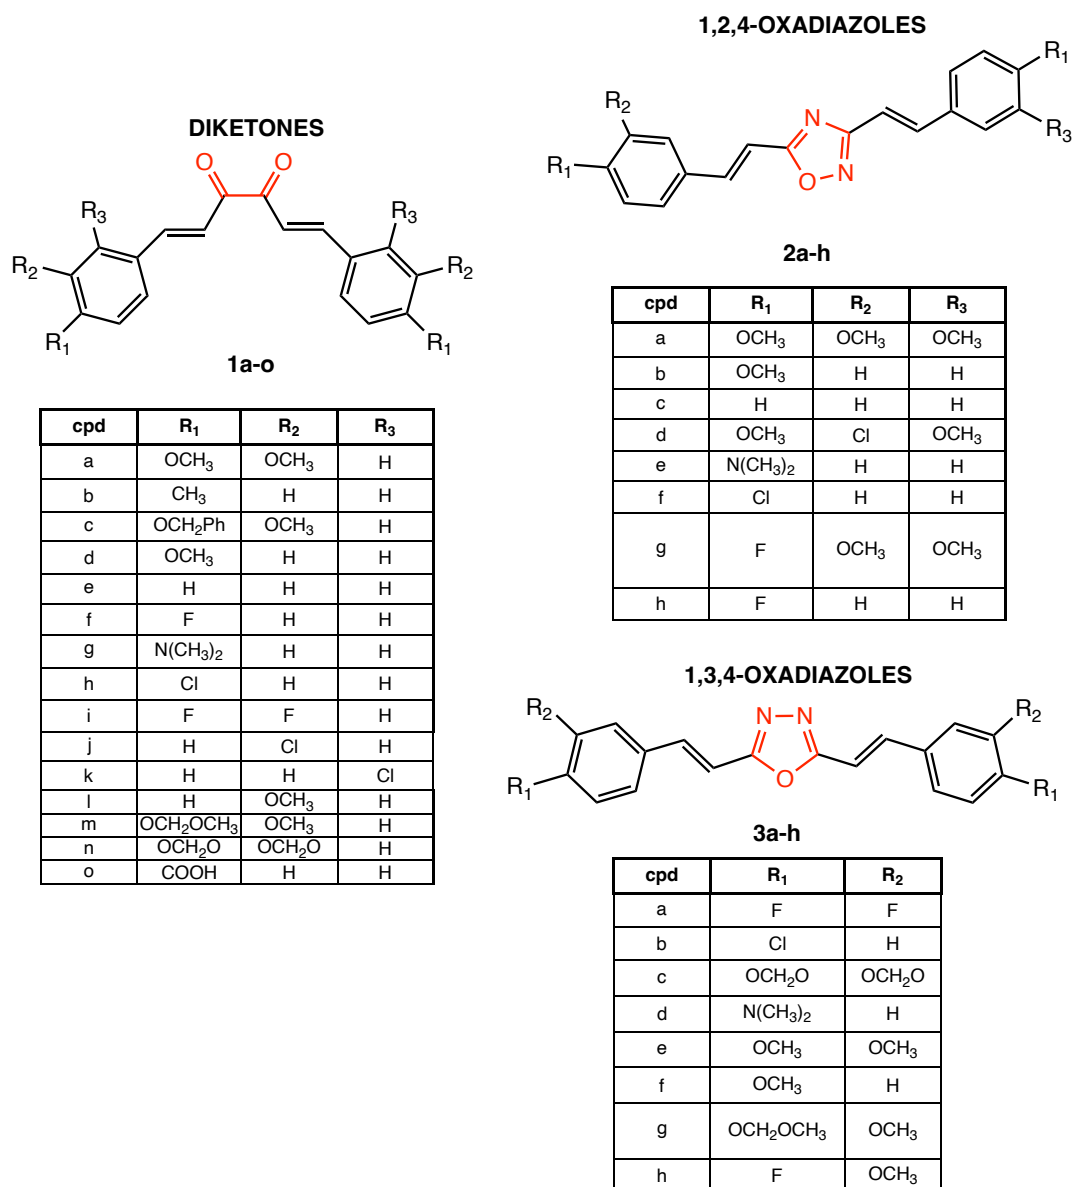 DIKETONES
O O
R3 R3
R2 R2
R1 R1
1a-o
cpd R1 R2 R3
a OCH3 OCH3 H
b CH3 H H
c OCH2Ph OCH3 H
d OCH3 H H
e H H H
f F H H
g N(CH3)2 H H
h Cl H H
i F F H
j H Cl H
k H H Cl
l H OCH3 H
m OCH2OCH3 OCH3 H
n OCH2O OCH2O H
o COOH H H
1,2,4-OXADIAZOLES
R1
R2 N
R3
R1 O N
2a-h
cpd R1 R2 R3
a OCH3 OCH3 OCH3
b OCH3 H H
c H H H
d OCH3 Cl OCH3
e N(CH3)2 H H
f Cl H H
g F OCH3 OCH3
h F H H
1,3,4-OXADIAZOLES
R2 N N R2
R1 O R1
3a-h
cpd R1 R2
a F F
b Cl H
c OCH2O OCH2O
d N(CH3)2 H
e OCH3 OCH3
f OCH3 H
g OCH2OCH3 OCH3
h F OCH3